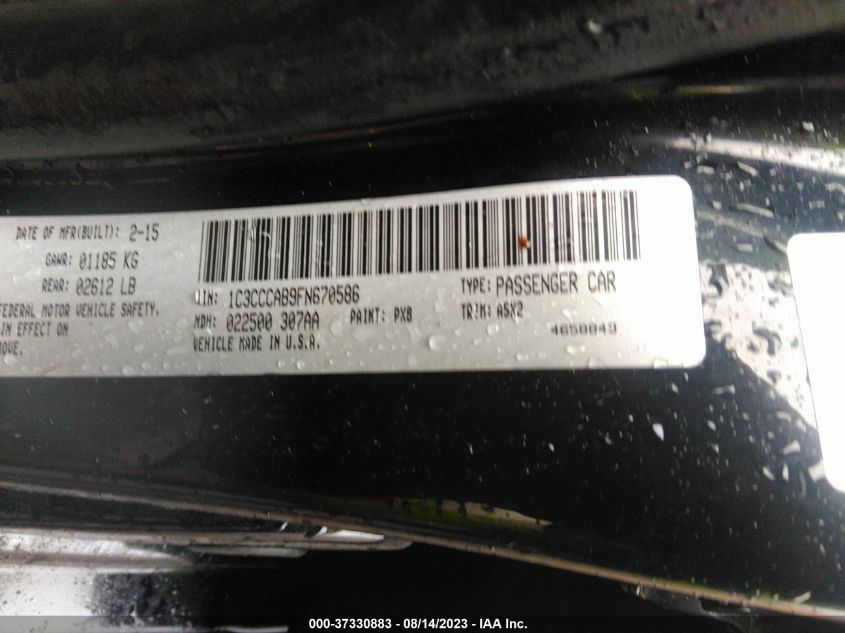 DATE OF MFR(BUILT): 2-15
GAWR: 01185 KG
REAR: 02612 LB
FEDERAL MOTOR VEHICLE SAFETY,
IN EFFECT ON
VIN: 1C3CCCAB9FN670586
TYPE: PASSENGER CAR
MDH: 022500 307AA
PAINT: PX8
TRIM: A5X2
VEHICLE MADE IN U.S.A.
000-37330883 - 08/14/2023 - IAA Inc.